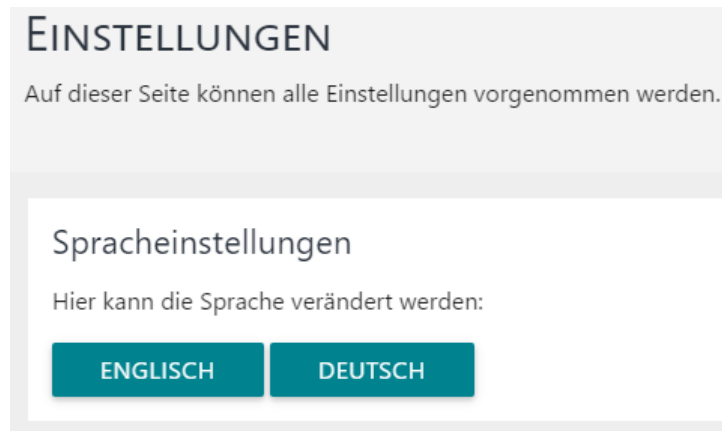 EINSTELLUNGEN
Auf dieser Seite können alle Einstellungen vorgenommen werden.
Spracheinstellungen
Hier kann die Sprache verändert werden:
ENGLISCH DEUTSCH